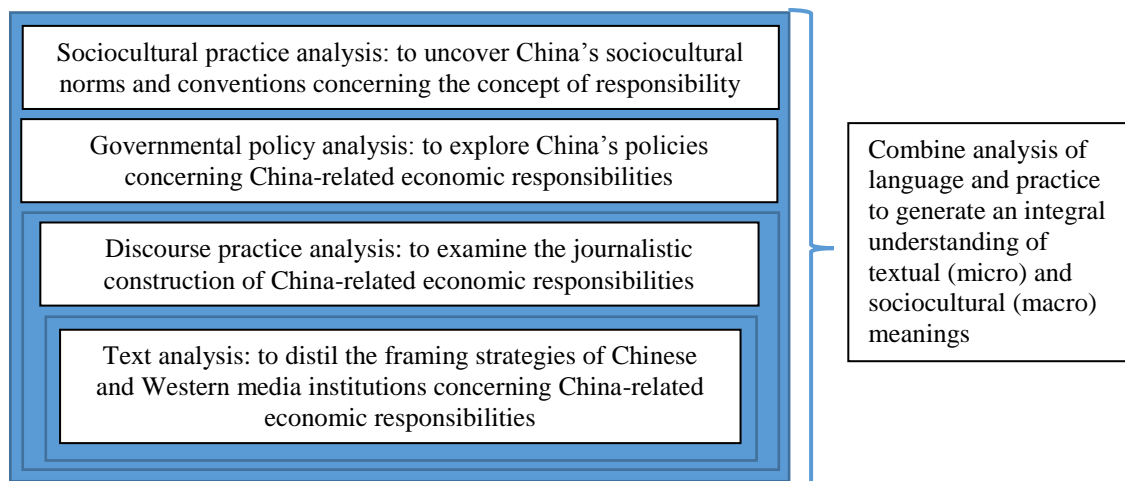 Sociocultural practice analysis: to uncover China’s sociocultural
norms and conventions concerning the concept of responsibility
Governmental policy analysis: to explore China’s policies
concerning China-related economic responsibilities
Discourse practice analysis: to examine the journalistic
construction of China-related economic responsibilities
Text analysis: to distil the framing strategies of Chinese
and Western media institutions concerning China-related
economic responsibilities
Combine analysis of
language and practice
to generate an integral
understanding of
textual (micro) and
sociocultural (macro)
meanings